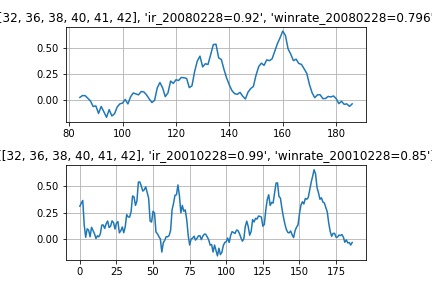 [32, 36, 38, 40, 41, 42], 'ir_20080228=0.92', 'winrate_20080228=0.796'
0.50
0.25
0.00
80 100 120 140 160 180
[[32, 36, 38, 40, 41, 42], 'ir_20010228=0.99', 'winrate_20010228=0.85']
0.50
0.25
0.00
0 25 50 75 100 125 150 175